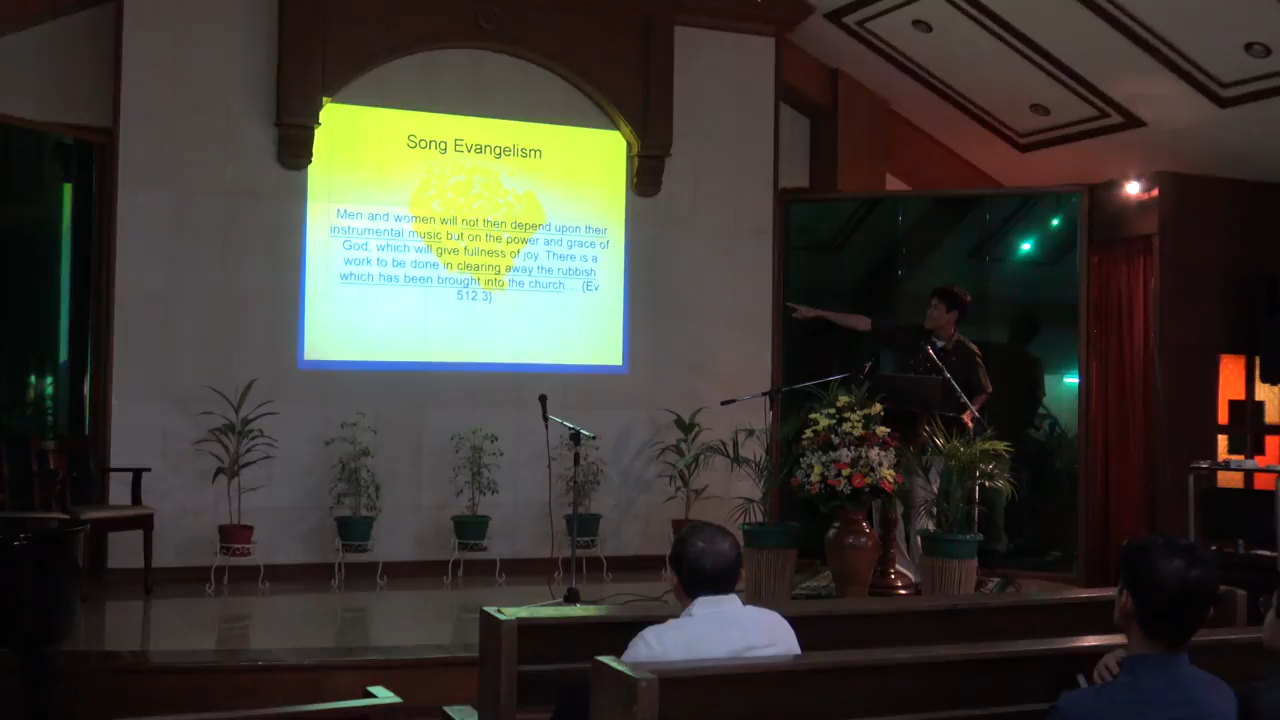 Song Evangelism
Men and women will not then depend upon their
instrumental music but on the power and grace of
God, which will give fullness of joy. There is a
work to be done in clearing away the rubbish
which has been brought into the church.... {Ev
512.3}